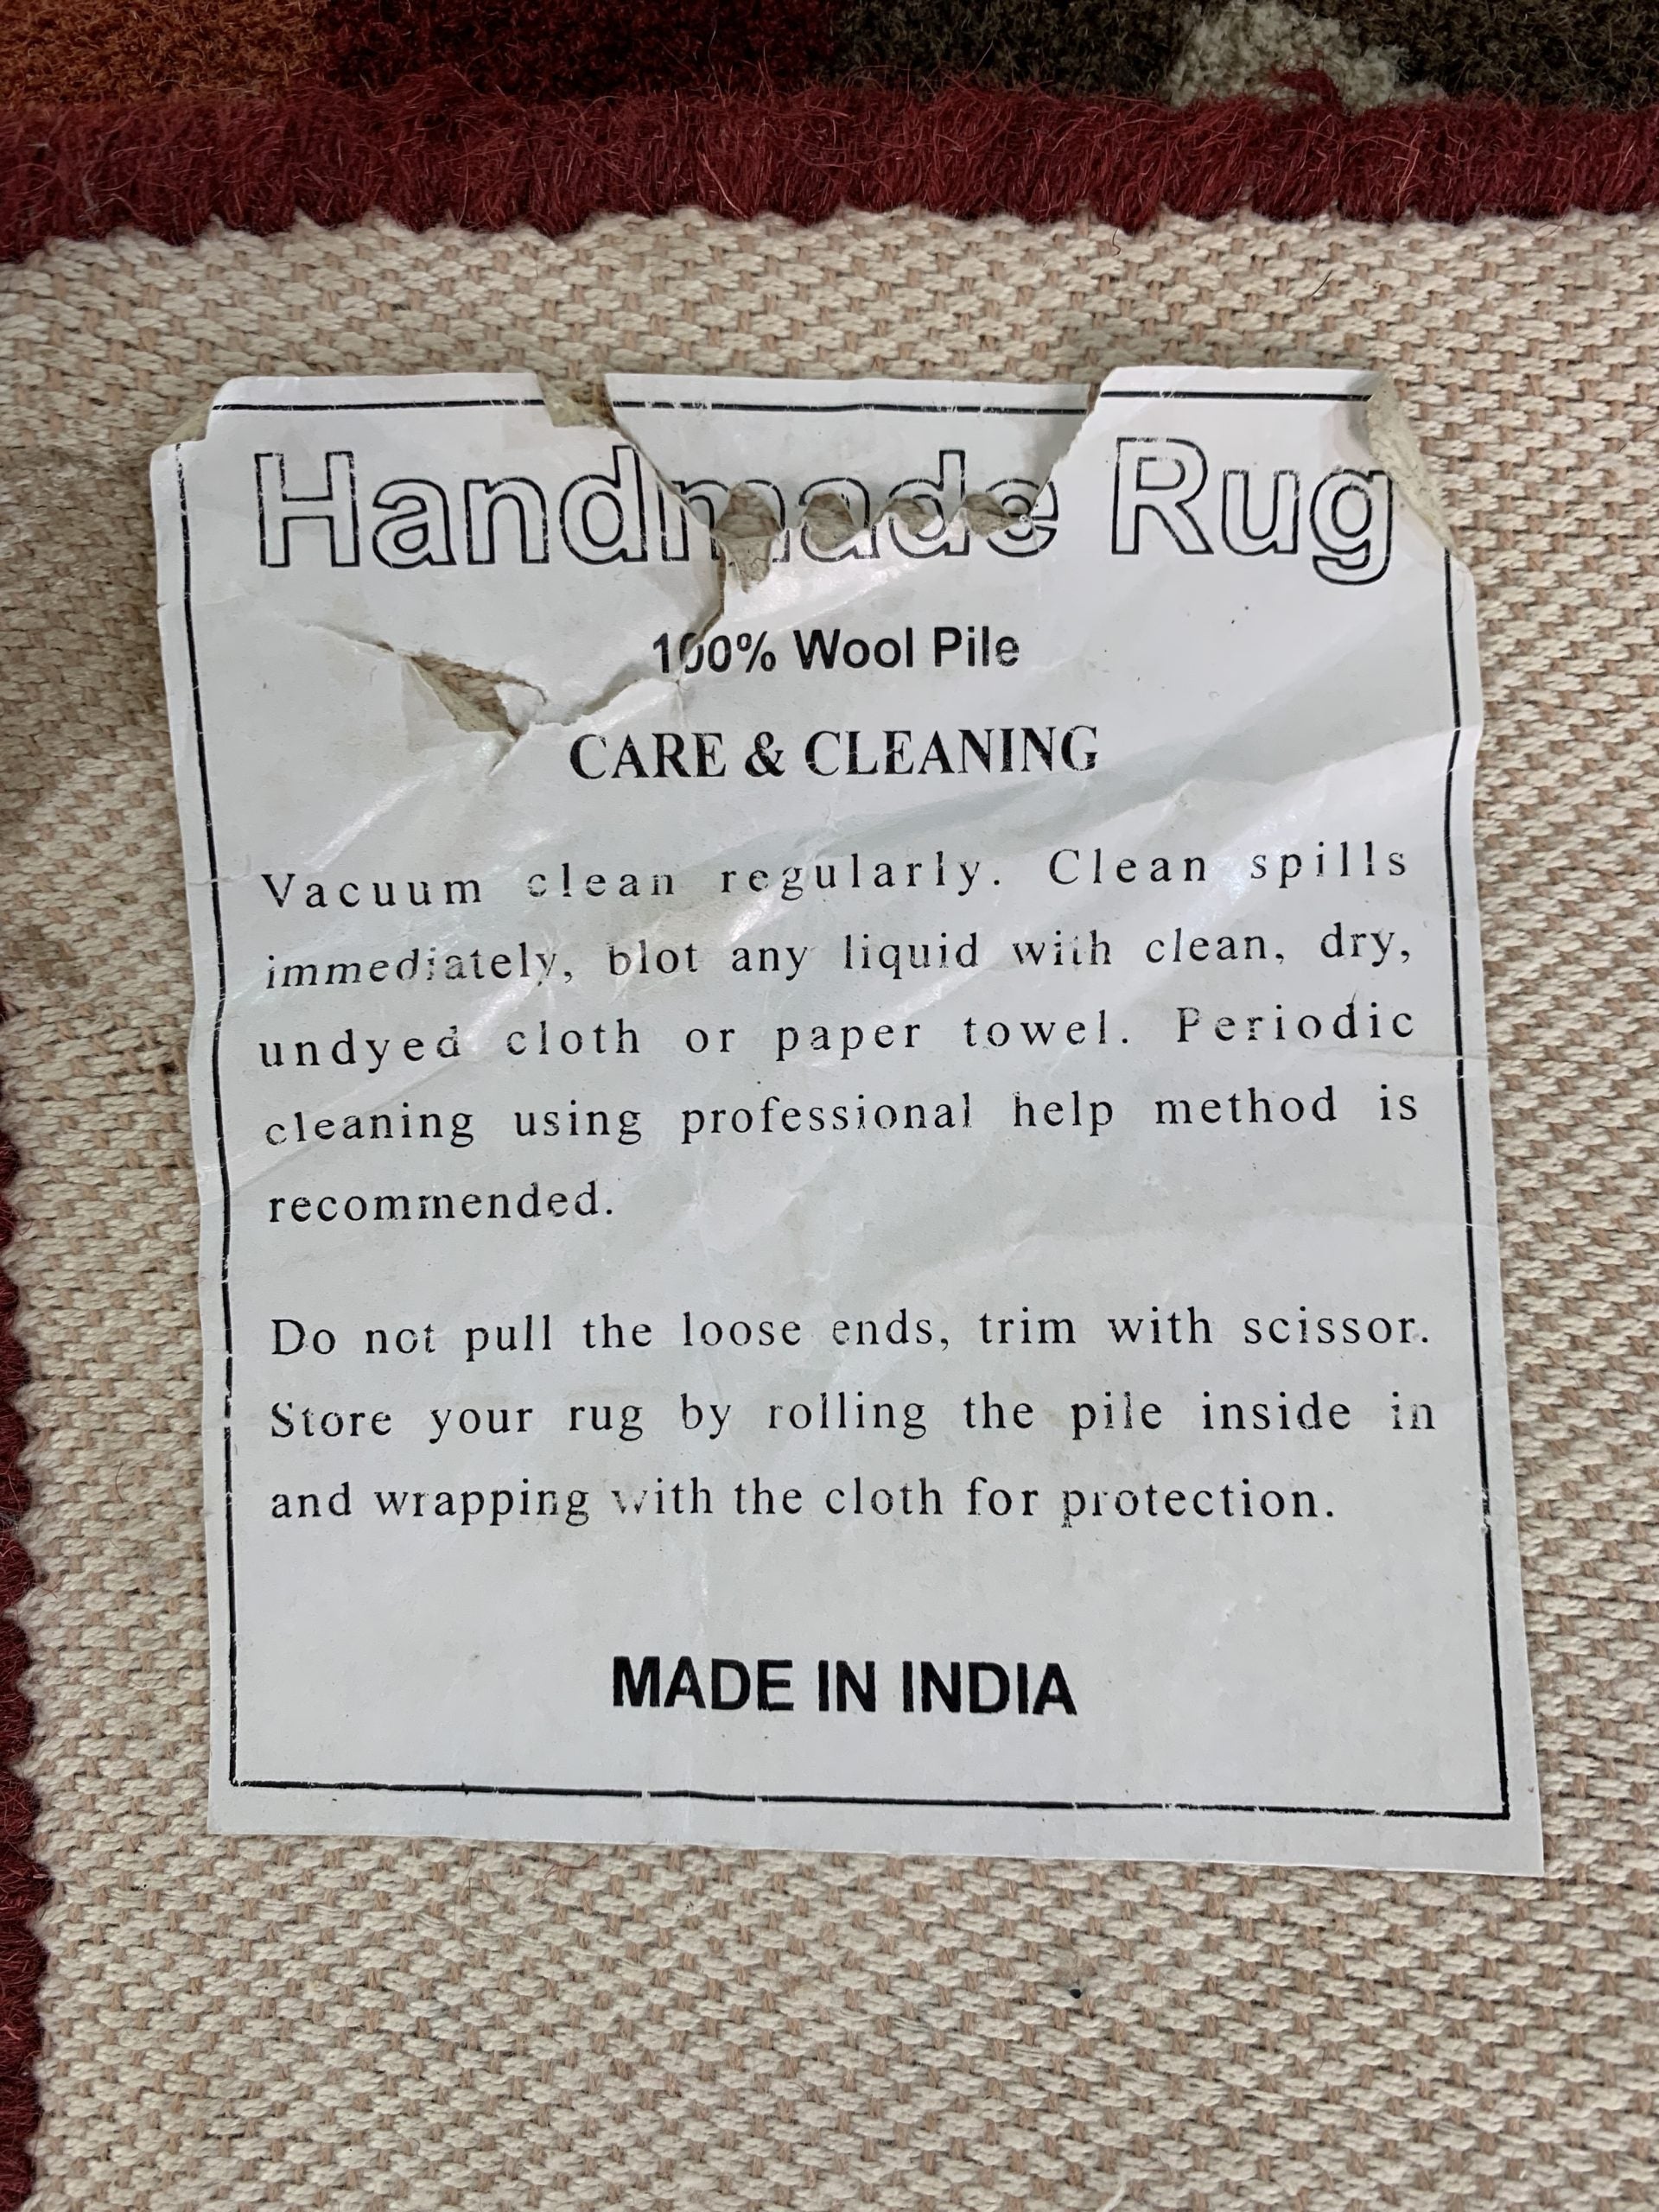 Handmade Rug
100% Wool Pile
CARE & CLEANING
Vacuum clean regularly. Clean spills
immediately, blot any liquid with clean, dry,
undyed cloth or paper towel. Periodic
cleaning using professional help method is
recommended.
Do not pull the loose ends, trim with scissor.
Store your rug by rolling the pile inside in
and wrapping with the cloth for protection.
MADE IN INDIA